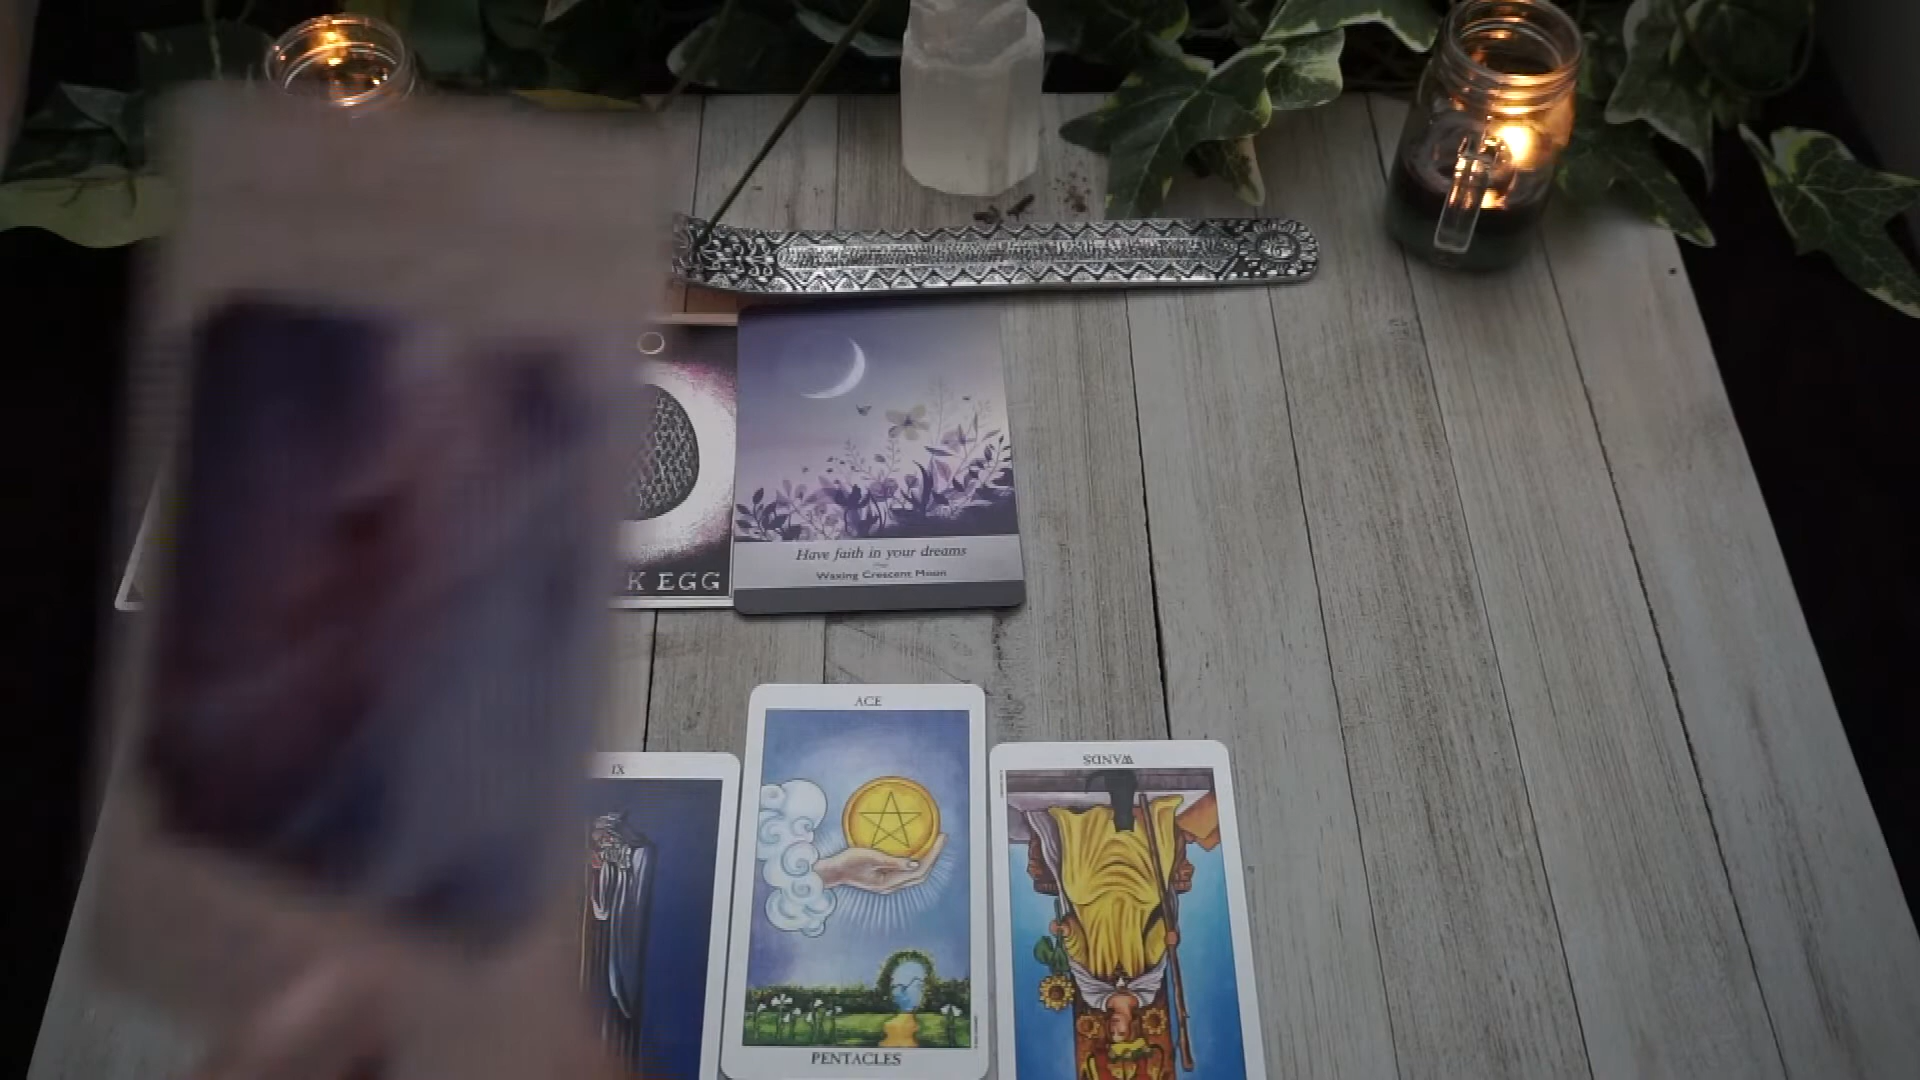 K EGG
Have faith in your dreams
Waxing Crescent Moon
IX
ACE
PENTACLES
WANDS